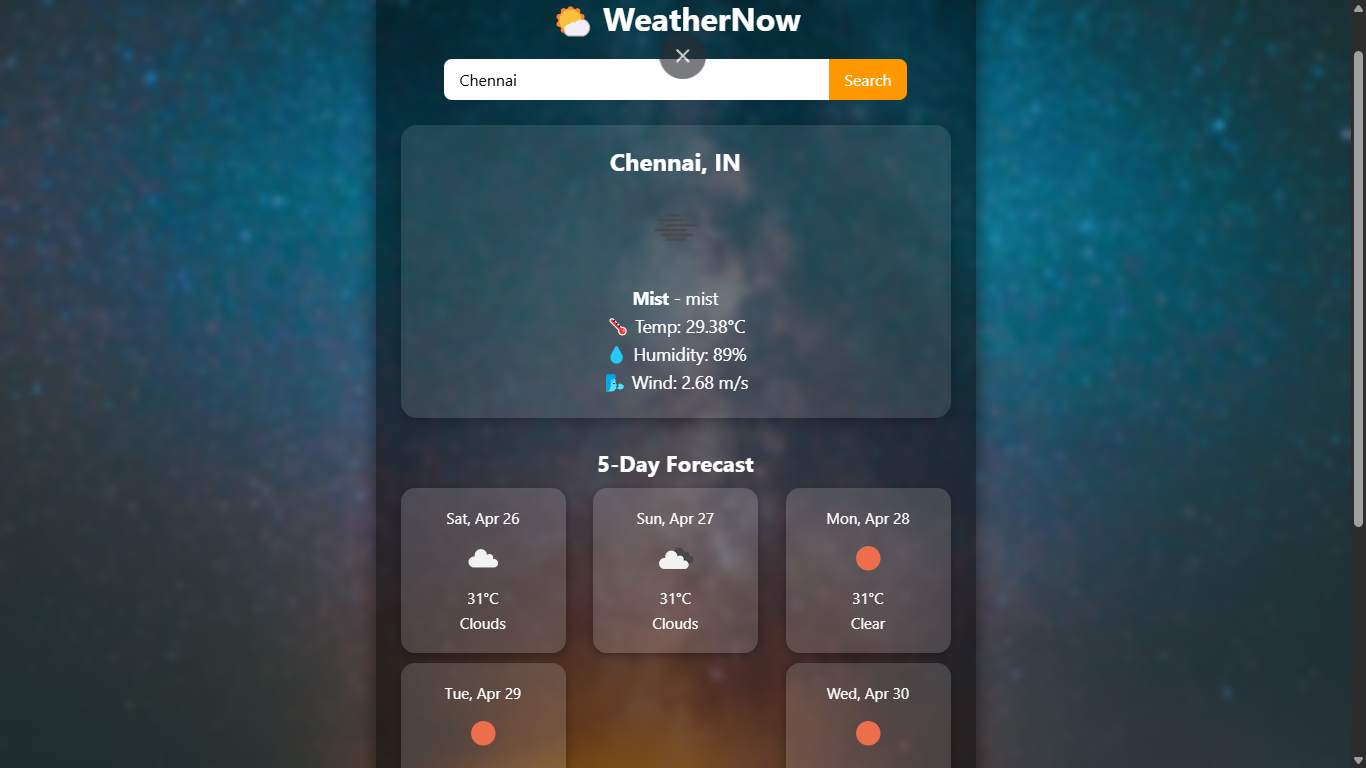 WeatherNow
Chennai
Search
Chennai, IN
Mist - mist
Temp: 29.38°C
Humidity: 89%
Wind: 2.68 m/s
5-Day Forecast
Sat, Apr 26
31°C
Clouds
Sun, Apr 27
31°C
Clouds
Mon, Apr 28
31°C
Clear
Tue, Apr 29
Wed, Apr 30